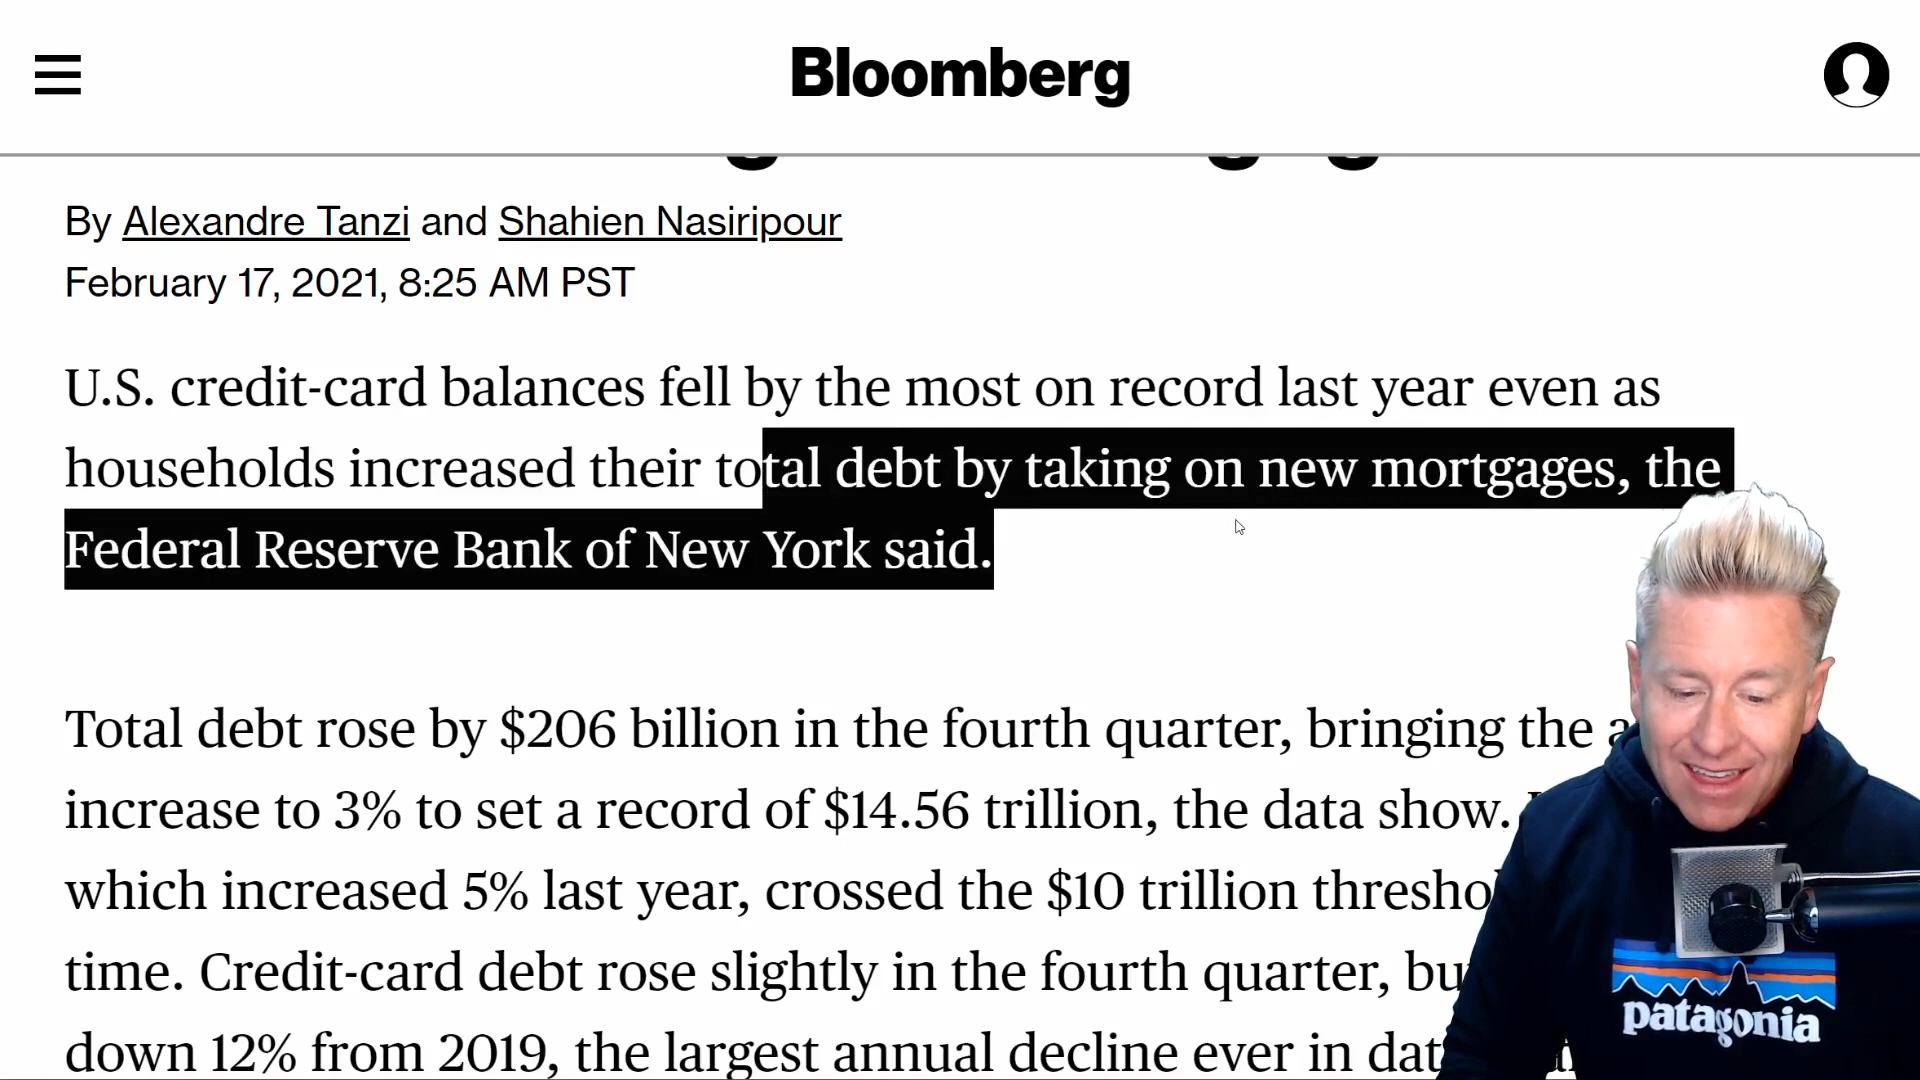 Bloomberg
By Alexandre Tanzi and Shahien Nasiripour
February 17, 2021, 8:25 AM PST
U.S. credit-card balances fell by the most on record last year even as
households increased their total debt by taking on new mortgages, the
Federal Reserve Bank of New York said.
Total debt rose by $206 billion in the fourth quarter, bringing the
increase to 3% to set a record of $14.56 trillion, the data show.
which increased 5% last year, crossed the $10 trillion
time. Credit-card debt rose slightly in the fourth quarter,
down 12% from 2019, the largest annual decline ever in
patagonia